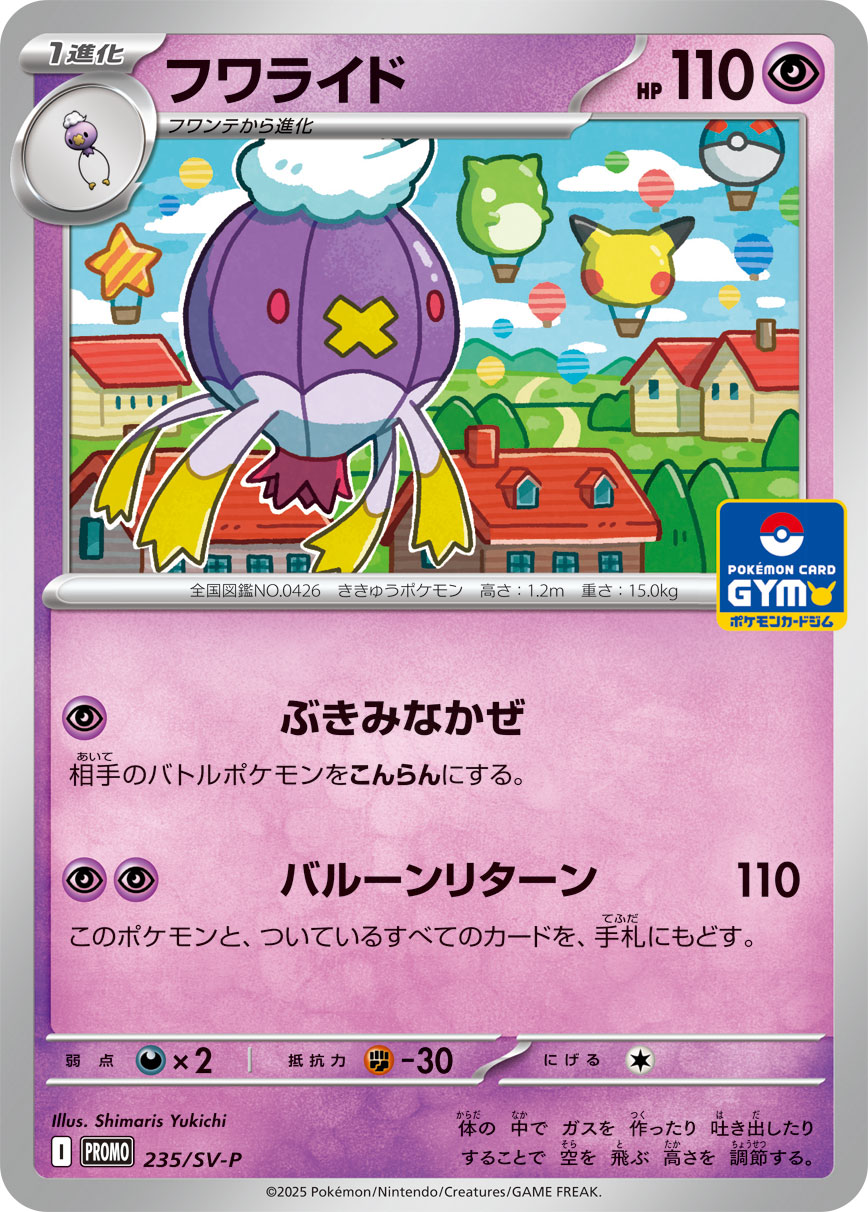 1進化
フワライド
HP 110
フワンテから進化
POKÉMON CARD
GYM
ポケモンカードジム
全国図鑑NO.0426 ききゅうポケモン 高さ：1.2m 重さ：15.0kg
ぶきみなかぜ
あいて
相手のバトルポケモンをこんらんにする。
バルーンリターン 110
てふだ
このポケモンと、ついているすべてのカードを、手札にもどす。
弱点 ×2 抵抗力 -30 にげる
Illus. Shimaris Yukichi
I PROMO 235/SV-P
からだ なか つく は だ
体の 中で ガスを 作ったり 吐き出したり
そら と たか ちょうせつ
することで 空を 飛ぶ 高さを 調節する。
©2025 Pokémon/Nintendo/Creatures/GAME FREAK.